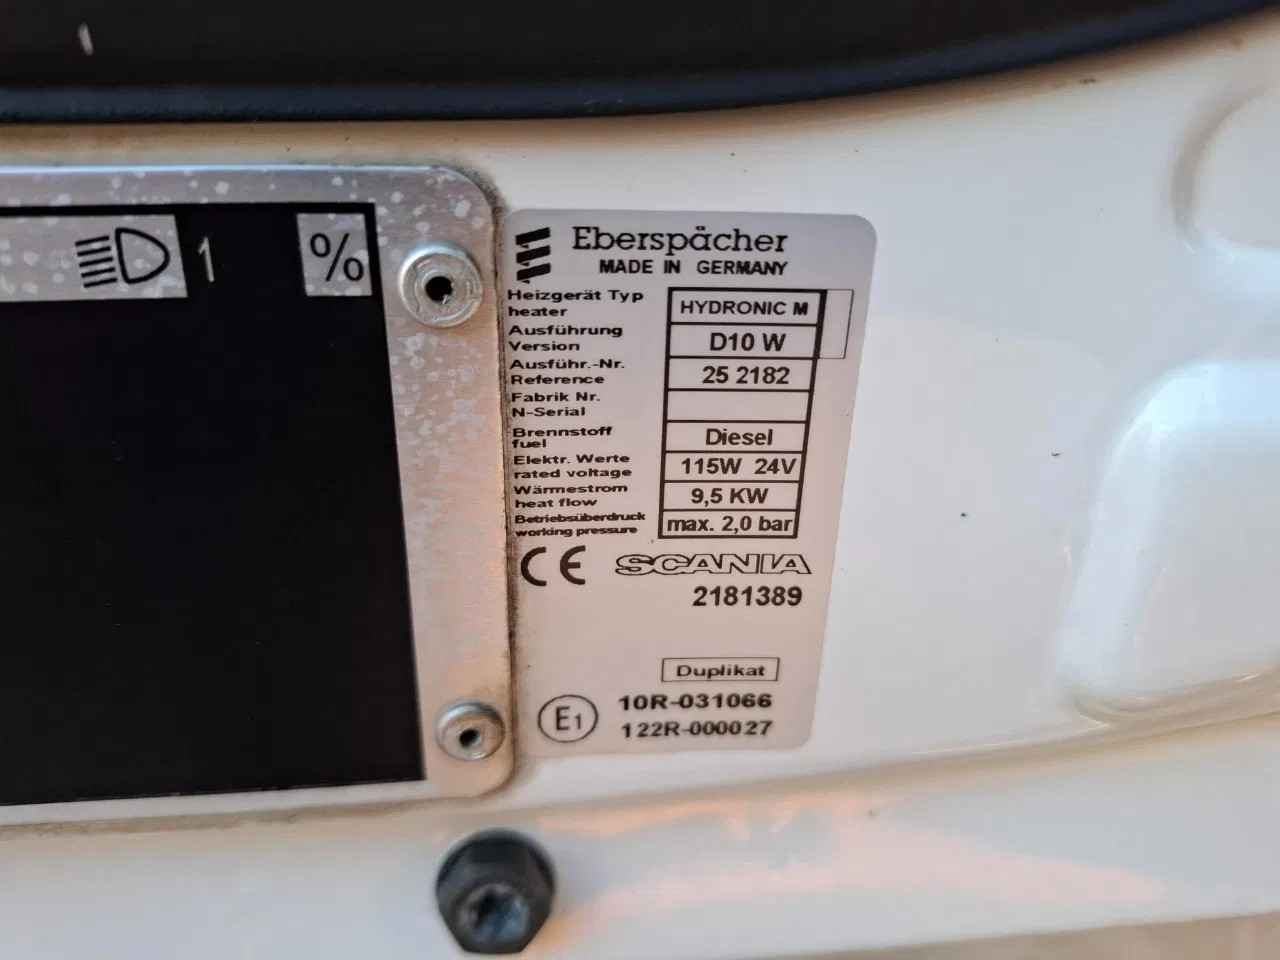 1 %
Eberspächer
MADE IN GERMANY
Heizgerät Typ
heater
HYDRONIC M
Ausführung
Version
D10 W
Ausführ.-Nr.
Reference
25 2182
Fabrik Nr.
N-Serial
Brennstoff
fuel
Diesel
Elektr. Werte
rated voltage
115W 24V
Wärmestrom
heat flow
9,5 KW
Betriebsüberdruck
working pressure
max. 2,0 bar
CE SCANIA
2181389
Duplikat
E1
10R-031066
122R-000027